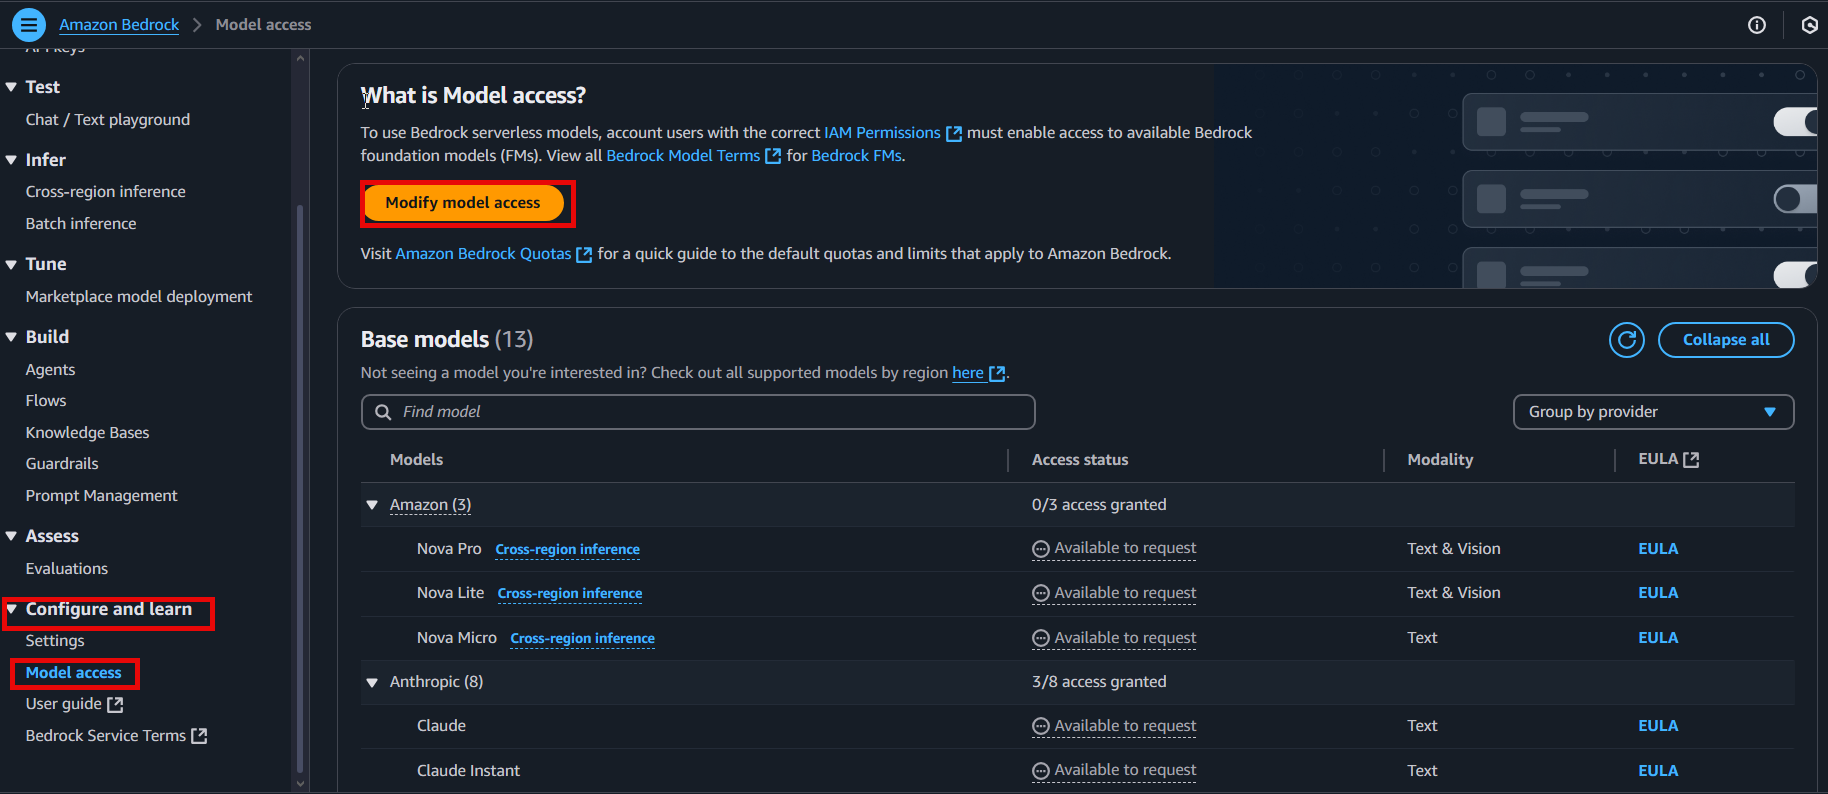 Amazon Bedrock > Model access
API keys
Test
Chat / Text playground
Infer
Cross-region inference
Batch inference
Tune
Marketplace model deployment
Build
Agents
Flows
Knowledge Bases
Guardrails
Prompt Management
Assess
Evaluations
Configure and learn
Settings
Model access
User guide
Bedrock Service Terms
What is Model access?
To use Bedrock serverless models, account users with the correct IAM Permissions must enable access to available Bedrock
foundation models (FMs). View all Bedrock Model Terms for Bedrock FMs.
Modify model access
Visit Amazon Bedrock Quotas for a quick guide to the default quotas and limits that apply to Amazon Bedrock.
Base models (13)
Collapse all
Not seeing a model you're interested in? Check out all supported models by region here.
Find model
Group by provider
Models Access status Modality EULA
Amazon (3) 0/3 access granted
Nova Pro Cross-region inference Available to request Text & Vision EULA
Nova Lite Cross-region inference Available to request Text & Vision EULA
Nova Micro Cross-region inference Available to request Text EULA
Anthropic (8) 3/8 access granted
Claude Available to request Text EULA
Claude Instant Available to request Text EULA